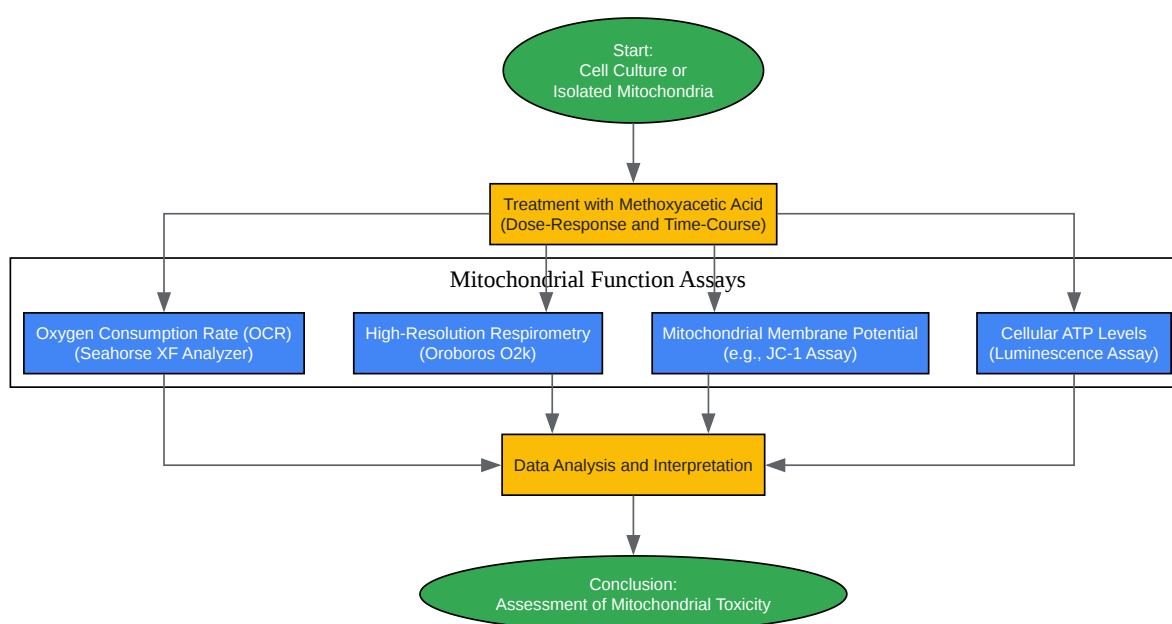 Start:
Cell Culture or
Isolated Mitochondria
Treatment with Methoxyacetic Acid
(Dose-Response and Time-Course)
Mitochondrial Function Assays
Oxygen Consumption Rate (OCR)
(Seahorse XF Analyzer)
High-Resolution Respirometry
(Oroboros O2k)
Mitochondrial Membrane Potential
(e.g., JC-1 Assay)
Cellular ATP Levels
(Luminescence Assay)
Data Analysis and Interpretation
Conclusion:
Assessment of Mitochondrial Toxicity